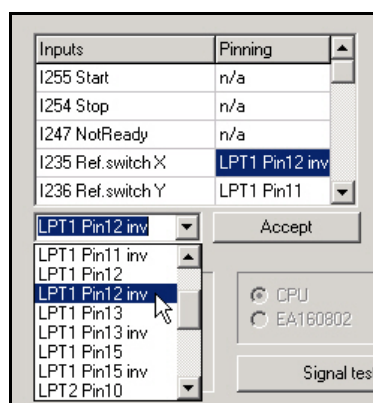 Inputs Pinning
I255 Start n/a
I254 Stop n/a
I247 NotReady n/a
I235 Ref.switch X LPT1 Pin12 inv
I236 Ref.switch Y LPT1 Pin11
LPT1 Pin12 inv Accept
LPT1 Pin11 inv
LPT1 Pin12
LPT1 Pin12 inv
LPT1 Pin13
LPT1 Pin13 inv
LPT1 Pin15
LPT1 Pin15 inv
LPT2 Pin10
CPU
EA160802
Signal tes